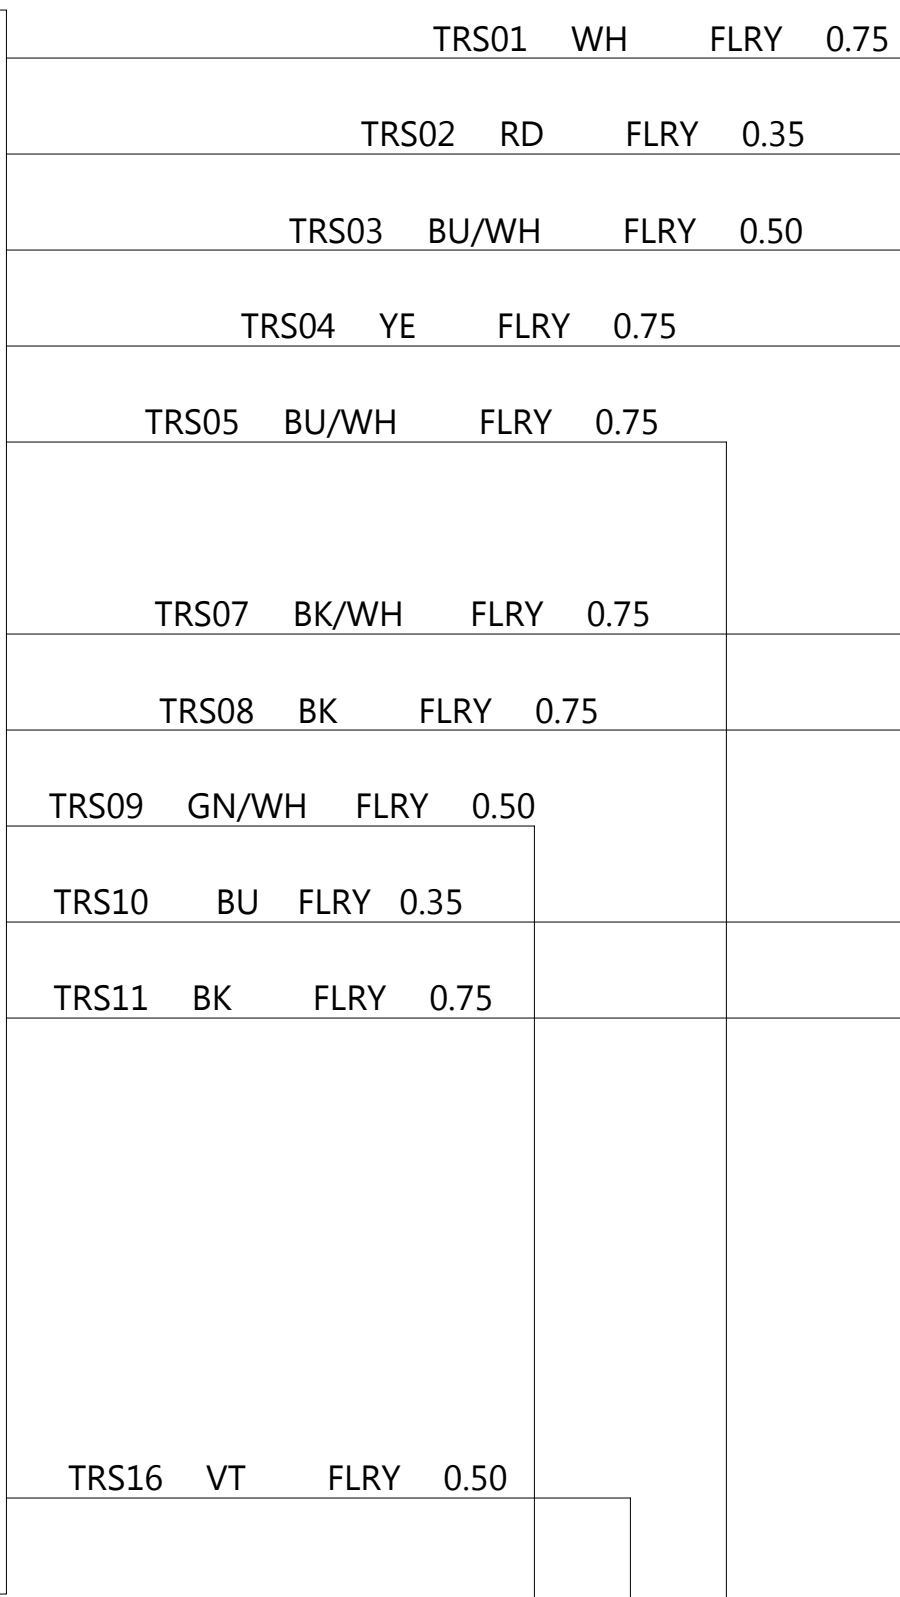 TRS01 WH FLRY 0.75
TRS02 RD FLRY 0.35
TRS03 BU/WH FLRY 0.50
TRS04 YE FLRY 0.75
TRS05 BU/WH FLRY 0.75
TRS07 BK/WH FLRY 0.75
TRS08 BK FLRY 0.75
TRS09 GN/WH FLRY 0.50
TRS10 BU FLRY 0.35
TRS11 BK FLRY 0.75
TRS16 VT FLRY 0.50